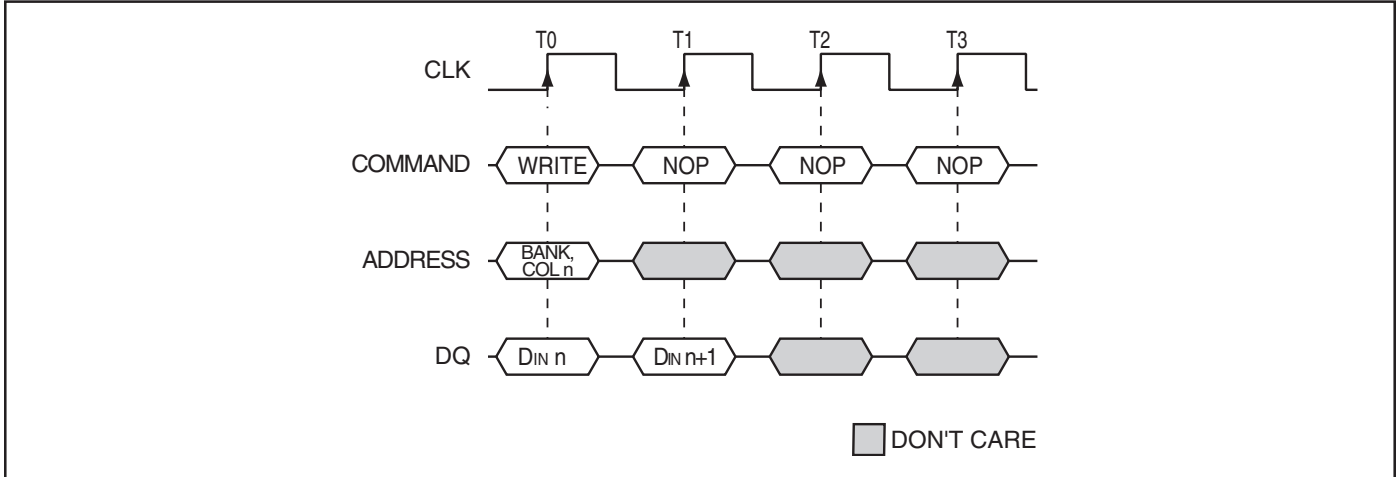 T0 T1 T2 T3
CLK
COMMAND WRITE NOP NOP NOP
ADDRESS BANK, COL n
DQ DIN n DIN n+1
DON'T CARE